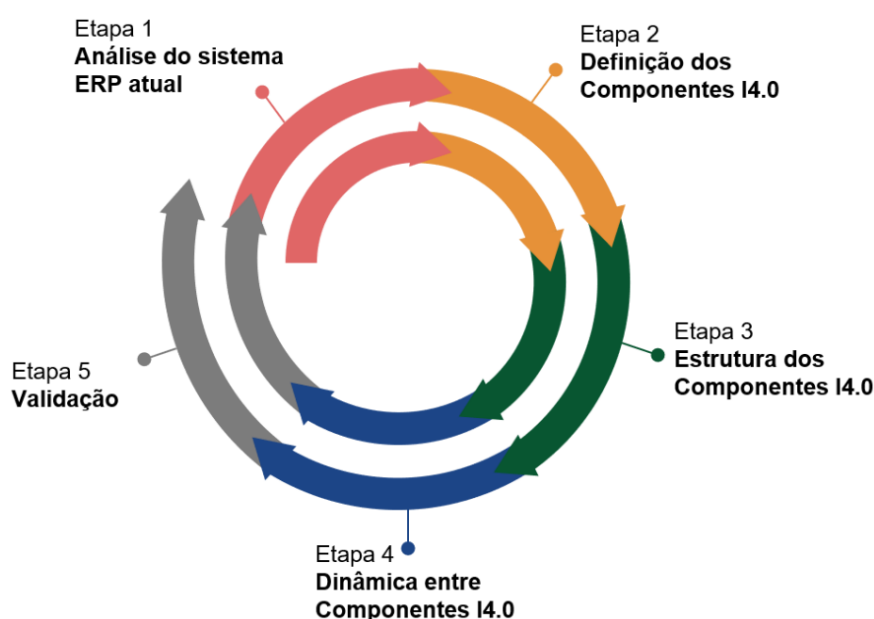 Etapa 1
Análise do sistema
ERP atual
Etapa 2
Definição dos
Componentes I4.0
Etapa 3
Estrutura dos
Componentes I4.0
Etapa 4
Dinâmica entre
Componentes I4.0
Etapa 5
Validação